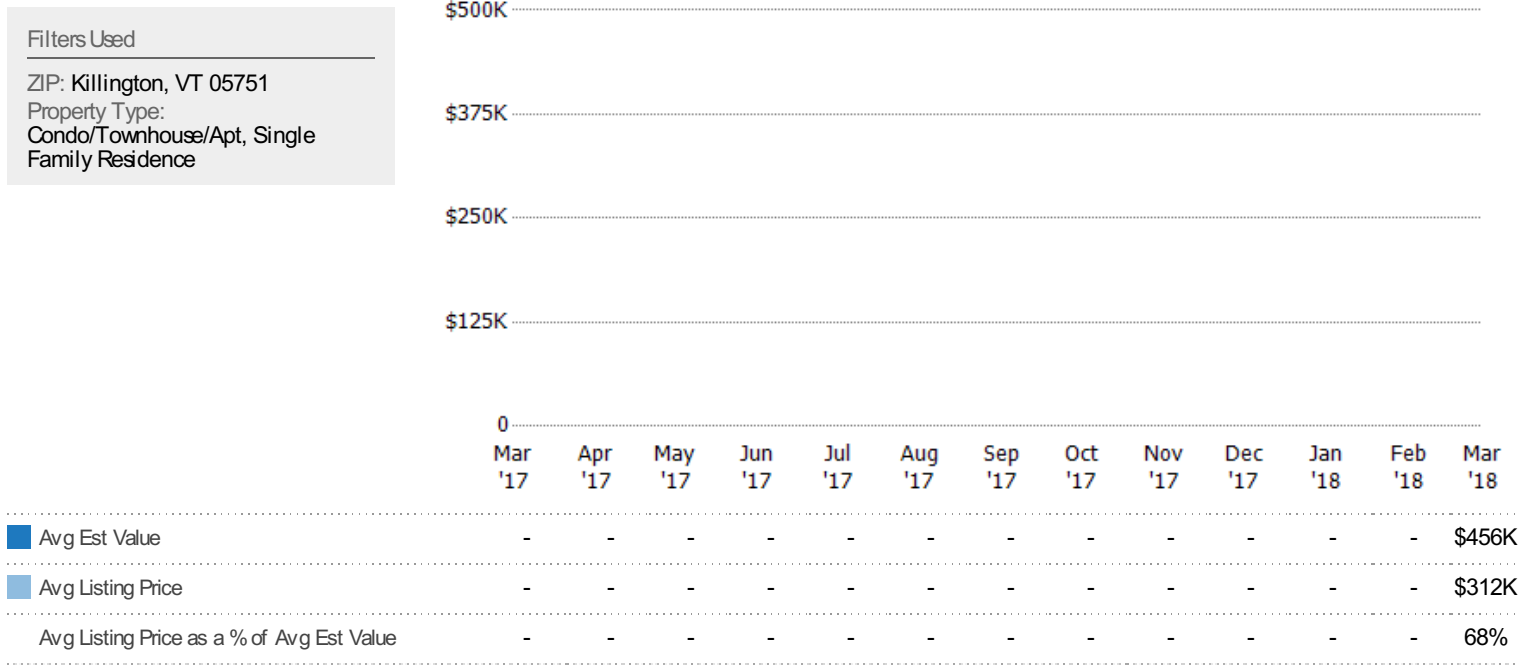 Filters Used
ZIP: Killington, VT 05751
Property Type:
Condo/Townhouse/Apt, Single
Family Residence
$500K
$375K
$250K
$125K
0
Mar Apr May Jun Jul Aug Sep Oct Nov Dec Jan Feb Mar
'17 '17 '17 '17 '17 '17 '17 '17 '17 '17 '18 '18 '18
Avg Est Value - - - - - - - - - - - - $456K
Avg Listing Price - - - - - - - - - - - - $312K
Avg Listing Price as a % of Avg Est Value - - - - - - - - - - - - 68%